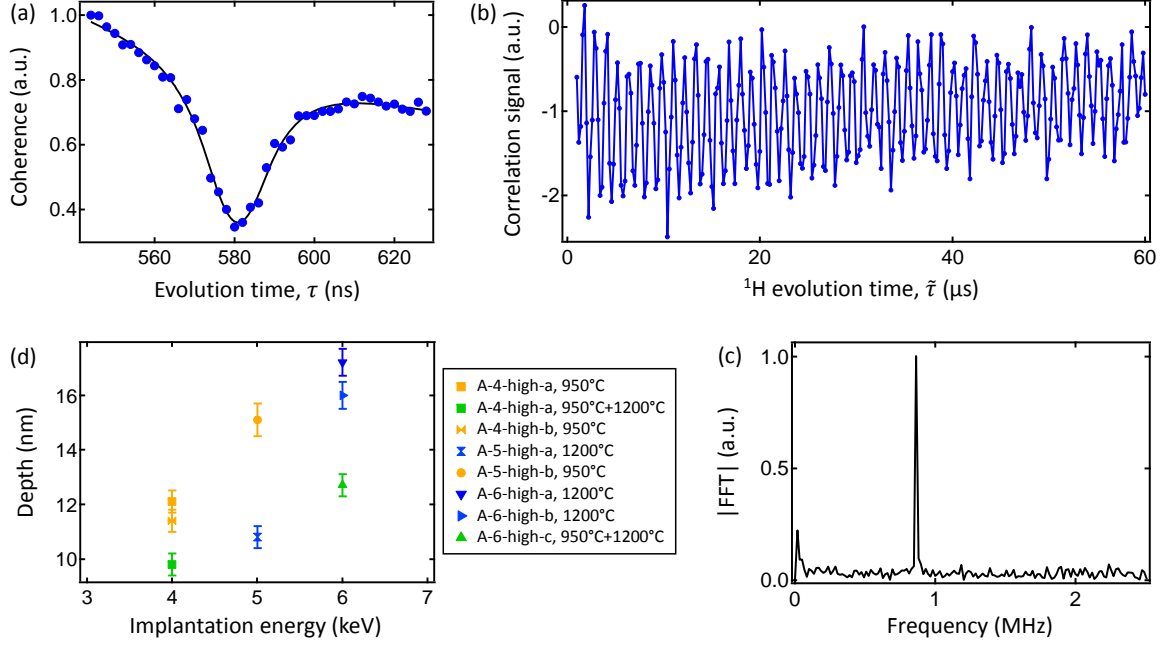 (a)
1.0
0.8
0.6
0.4
Coherence (a.u.)
560
580
600
620
Evolution time, τ (ns)
(b)
0
-1
-2
Correlation signal (a.u.)
0
20
40
60
¹H evolution time, τ̃ (µs)
(d)
16
14
12
10
Depth (nm)
3
4
5
6
7
Implantation energy (keV)
A-4-high-a, 950°C
A-4-high-a, 950°C+1200°C
A-4-high-b, 950°C
A-5-high-a, 1200°C
A-5-high-b, 950°C
A-6-high-a, 1200°C
A-6-high-b, 1200°C
A-6-high-c, 950°C+1200°C
(c)
1.0
0.5
0.0
|FFT| (a.u.)
0
1
2
Frequency (MHz)